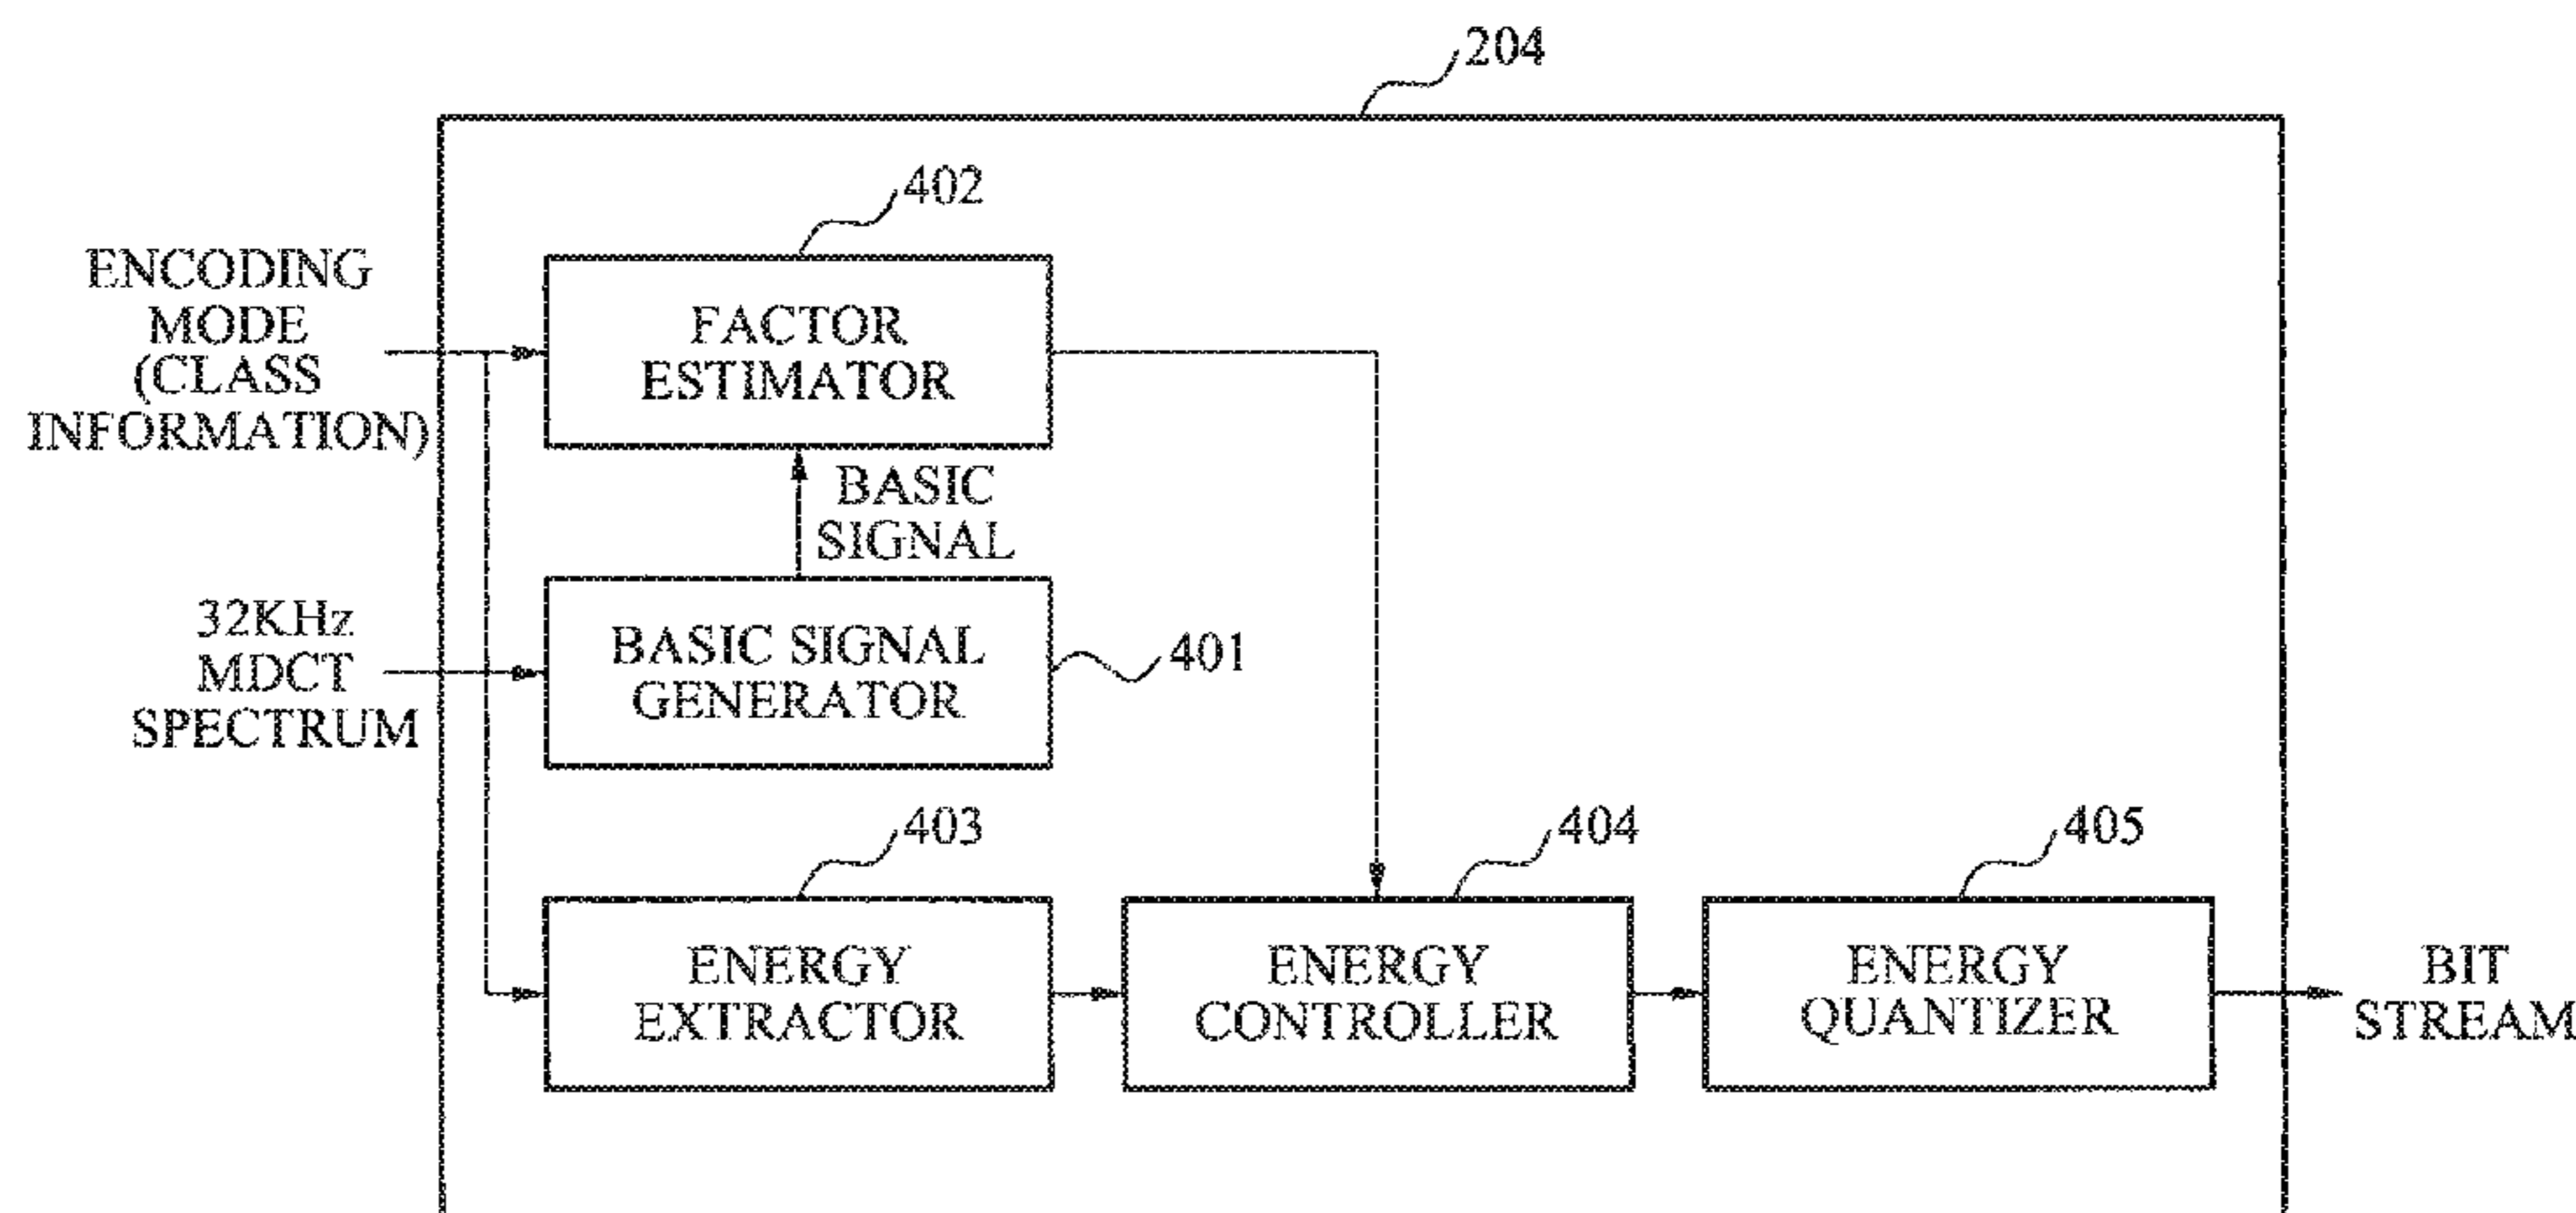 204
402
ENCODING
MODE
(CLASS
INFORMATION)
FACTOR
ESTIMATOR
BASIC
SIGNAL
32KHz
MDCT
SPECTRUM
BASIC SIGNAL
GENERATOR
401
403
404
405
ENERGY
EXTRACTOR
ENERGY
CONTROLLER
ENERGY
QUANTIZER
BIT
STREAM